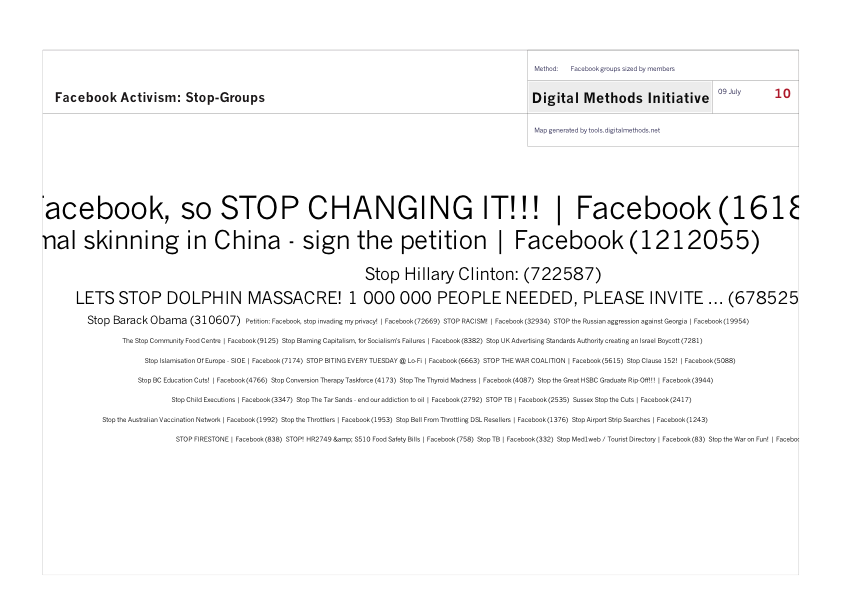 Method: Facebook groups sized by members
Facebook Activism: Stop-Groups
Digital Methods Initiative
09 July 10
Map generated by tools.digitalmethods.net
acebook, so STOP CHANGING IT!!! | Facebook (1618
mal skinning in China - sign the petition | Facebook (1212055)
Stop Hillary Clinton: (722587)
LETS STOP DOLPHIN MASSACRE! 1 000 000 PEOPLE NEEDED, PLEASE INVITE ... (678525
Stop Barack Obama (310607) Petition: Facebook, stop invading my privacy! | Facebook (72669) STOP RACISM! | Facebook (32934) STOP the Russian aggression against Georgia | Facebook (19954)
The Stop Community Food Centre | Facebook (9125) Stop Blaming Capitalism, for Socialism's Failures | Facebook (8382) Stop UK Advertising Standards Authority creating an Israel Boycott (7281)
Stop Islamisation Of Europe - SIOE | Facebook (7174) STOP BITING EVERY TUESDAY @ Lo-Fi | Facebook (6663) STOP THE WAR COALITION | Facebook (5615) Stop Clause 152! | Facebook (5088)
Stop BC Education Cuts! | Facebook (4766) Stop Conversion Therapy Taskforce (4173) Stop The Thyroid Madness | Facebook (4087) Stop the Great HSBC Graduate Rip-Off!!! | Facebook (3944)
Stop Child Executions | Facebook (3347) Stop The Tar Sands - end our addiction to oil | Facebook (2792) STOP TB | Facebook (2535) Sussex Stop the Cuts | Facebook (2417)
Stop the Australian Vaccination Network | Facebook (1992) Stop the Throttlers | Facebook (1953) Stop Bell From Throttling DSL Resellers | Facebook (1376) Stop Airport Strip Searches | Facebook (1243)
STOP FIRESTONE | Facebook (838) STOP! HR2749 &amp; S510 Food Safety Bills | Facebook (758) Stop TB | Facebook (332) Stop Med1web / Tourist Directory | Facebook (83) Stop the War on Fun! | Faceboo